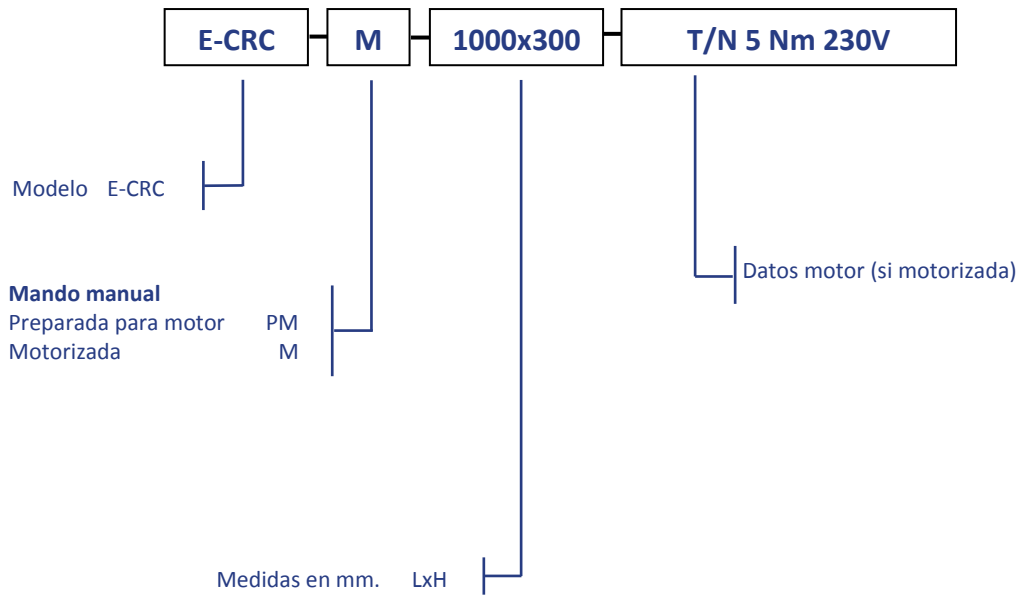 E-CRC M 1000x300 T/N 5 Nm 230V
Modelo E-CRC
Datos motor (si motorizada)
Mando manual
Preparada para motor PM
Motorizada M
Medidas en mm. LxH